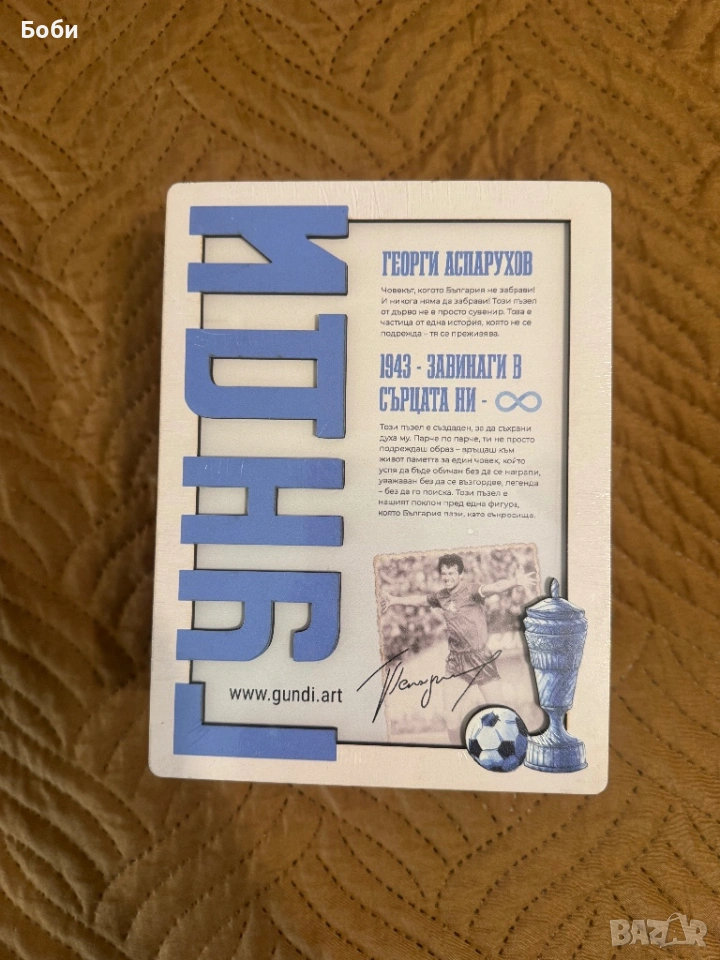 Боби
ГЪНДИ
ГЕОРГИ АСПАРУХОВ
Човекът, когото България не забрави!
И никога няма да забрави! Този пъзел
от дърво не е просто сувенир. Това е
частица от една история, която не се
подрежда – тя се преживява.
1943 - ЗАВИНАГИ В
СЪРЦАТА НИ - ∞
Този пъзел е създаден, за да съхрани
духа му. Парче по парче, ти не просто
подреждаш образ – връщаш към
живот паметта за един човек, който
успя да бъде обичан без да се натрапи,
уважаван без да се възгордее, легенда
– без да го поиска. Този пъзел е
нашият поклон пред една фигура,
която България пази, като съкровище.
www.gundi.art
BAZAR